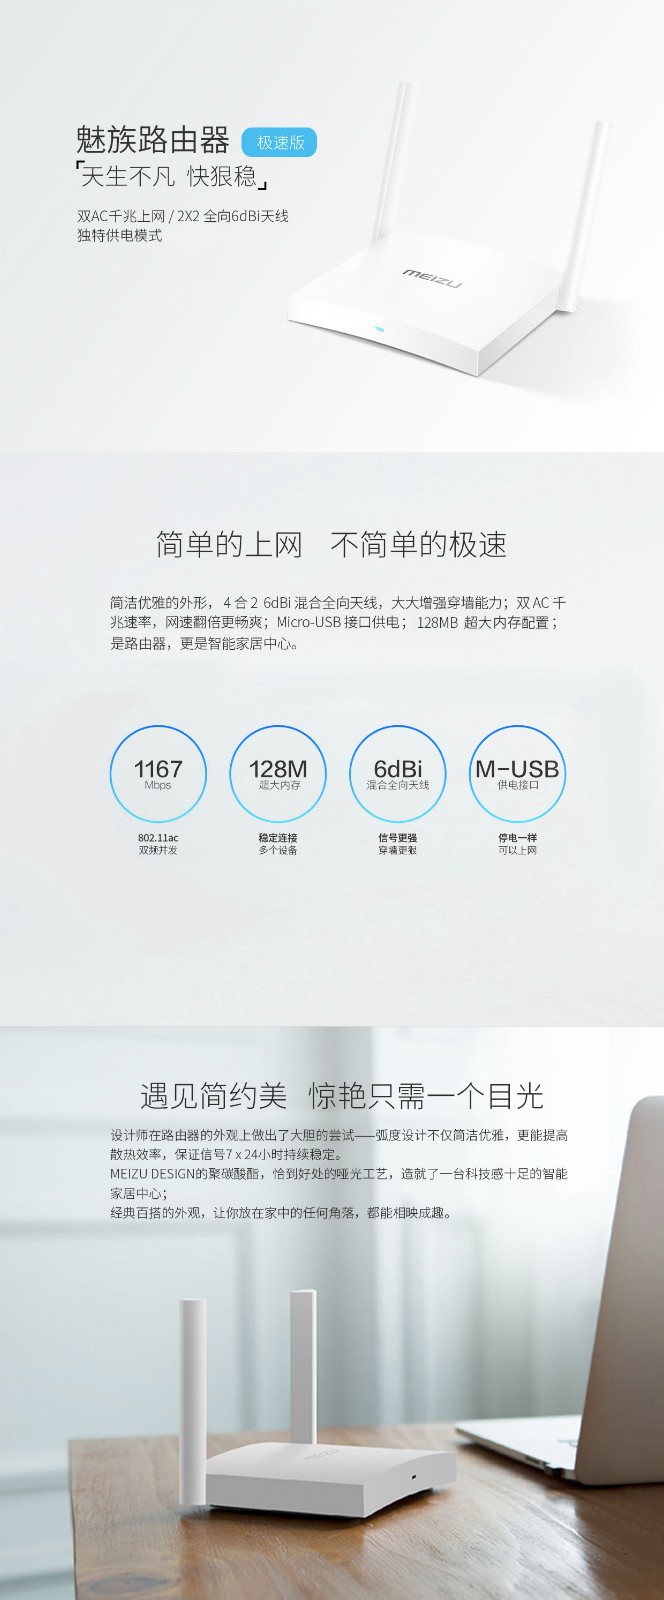 魅族路由器 极速版
「天生不凡 快狠稳」
双AC千兆上网 / 2X2 全向6dBi天线
独特供电模式
MEIZU
简单的上网 不简单的极速
简洁优雅的外形， 4 合 2 6dBi 混合全向天线，大大增强穿墙能力；双 AC 千
兆速率，网速翻倍更畅爽；Micro-USB 接口供电； 128MB 超大内存配置；
是路由器，更是智能家居中心。
1167
Mbps
802.11ac
双频并发
128M
超大内存
稳定连接
多个设备
6dBi
混合全向天线
信号更强
穿墙更狠
M-USB
供电接口
停电一样
可以上网
遇见简约美 惊艳只需一个目光
设计师在路由器的外观上做出了大胆的尝试——弧度设计不仅简洁优雅，更能提高
散热效率，保证信号7 x 24小时持续稳定。
MEIZU DESIGN的聚碳酸酯，恰到好处的哑光工艺，造就了一台科技感十足的智能
家居中心；
经典百搭的外观，让你放在家中的任何角落，都能相映成趣。
MEIZU